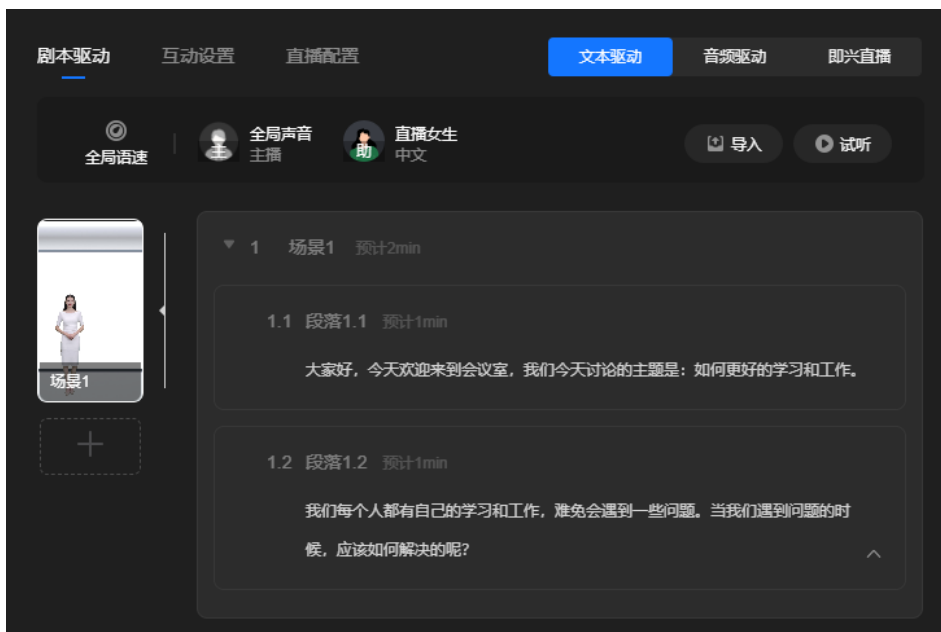 剧本驱动 互动设置 直播配置 文本驱动 音频驱动 即兴直播
全局语速
主 全局声音
主播
助 直播女生
中文
导入 试听
场景1
1 场景1 预计2min
1.1 段落1.1 预计1min
大家好，今天欢迎来到会议室，我们今天讨论的主题是：如何更好的学习和工作。
1.2 段落1.2 预计1min
我们每个人都有自己的学习和工作，难免会遇到一些问题。当我们遇到问题的时
候，应该如何解决的呢？